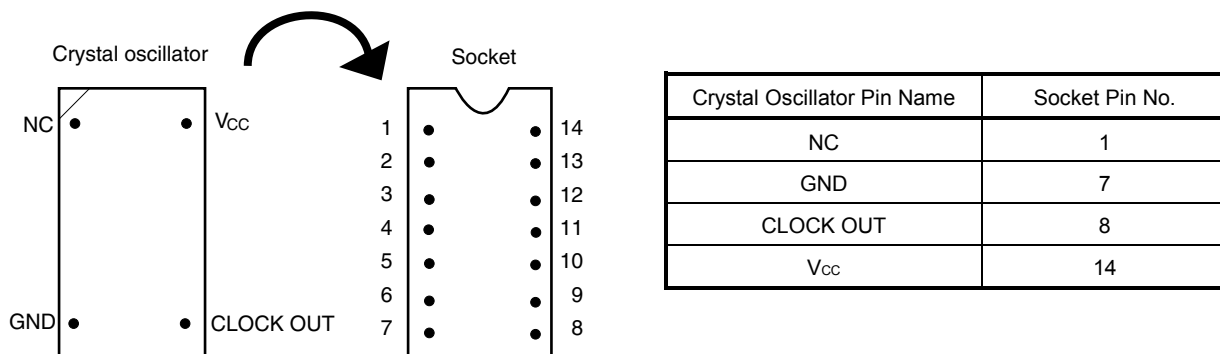 Crystal oscillator
NC
Vcc
GND
CLOCK OUT
Socket
1 14
2 13
3 12
4 11
5 10
6 9
7 8
Crystal Oscillator Pin Name Socket Pin No.
NC 1
GND 7
CLOCK OUT 8
Vcc 14